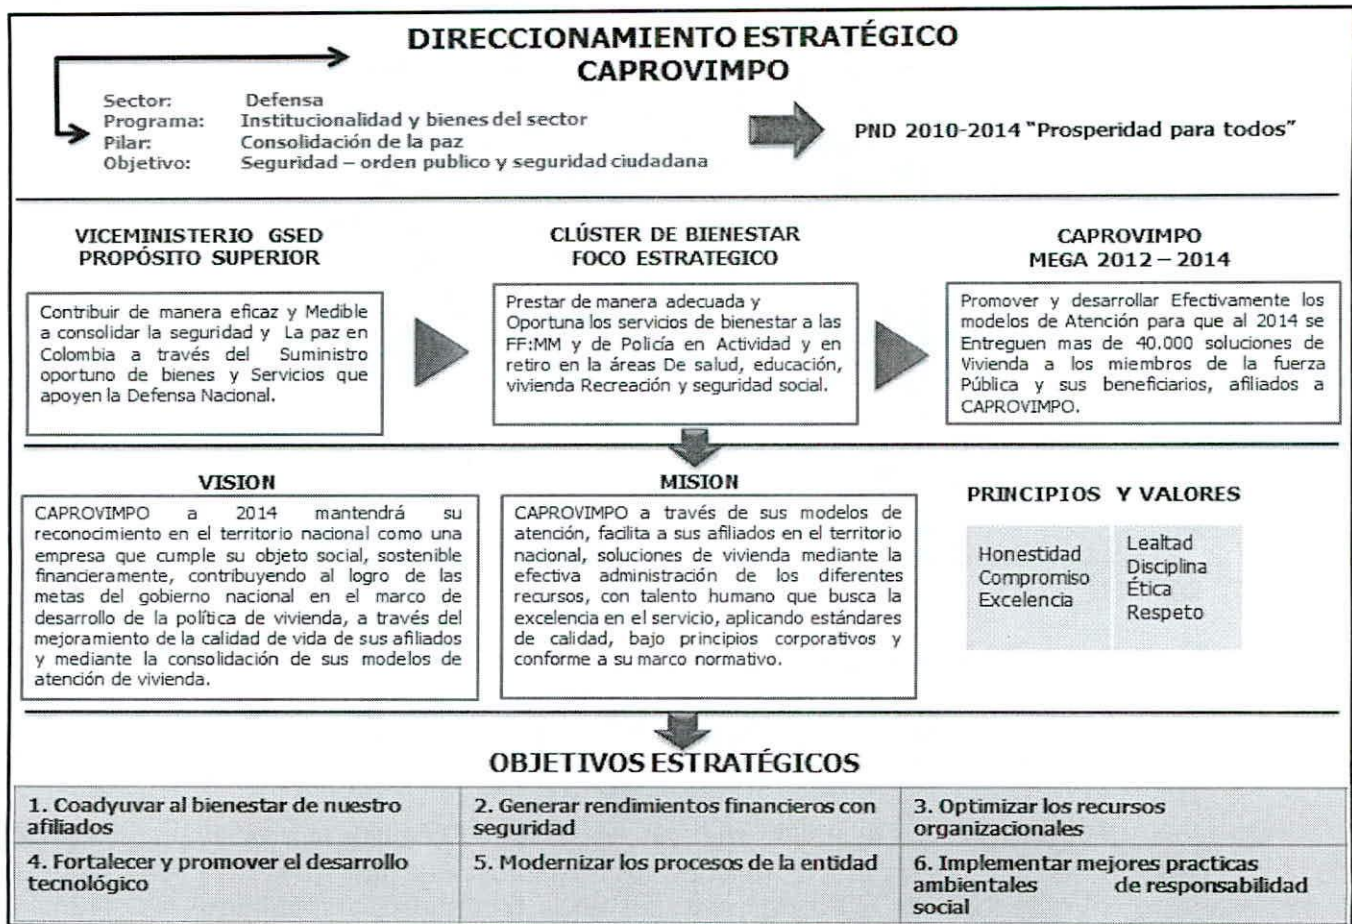 DIRECCIONAMIENTO ESTRATÉGICO
CAPROVIMPO
Sector: Defensa
Programa: Institucionalidad y bienes del sector
Pilar: Consolidación de la paz
Objetivo: Seguridad – orden publico y seguridad ciudadana
PND 2010-2014 “Prosperidad para todos”
VICEMINISTERIO GSED
PROPÓSITO SUPERIOR
Contribuir de manera eficaz y Medible
a consolidar la seguridad y La paz en
Colombia a través del Suministro
oportuno de bienes y Servicios que
apoyen la Defensa Nacional.
CLÚSTER DE BIENESTAR
FOCO ESTRATEGICO
Prestar de manera adecuada y
Oportuna los servicios de bienestar a las
FF:MM y de Policía en Actividad y en
retiro en la áreas De salud, educación,
vivienda Recreación y seguridad social.
CAPROVIMPO
MEGA 2012 – 2014
Promover y desarrollar Efectivamente los
modelos de Atención para que al 2014 se
Entreguen mas de 40.000 soluciones de
Vivienda a los miembros de la fuerza
Pública y sus beneficiarios, afiliados a
CAPROVIMPO.
VISION
CAPROVIMPO a 2014 mantendrá su
reconocimiento en el territorio nacional como una
empresa que cumple su objeto social, sostenible
financieramente, contribuyendo al logro de las
metas del gobierno nacional en el marco de
desarrollo de la política de vivienda, a través del
mejoramiento de la calidad de vida de sus afiliados
y mediante la consolidación de sus modelos de
atención de vivienda.
MISION
CAPROVIMPO a través de sus modelos de
atención, facilita a sus afiliados en el territorio
nacional, soluciones de vivienda mediante la
efectiva administración de los diferentes
recursos, con talento humano que busca la
excelencia en el servicio, aplicando estándares
de calidad, bajo principios corporativos y
conforme a su marco normativo.
PRINCIPIOS Y VALORES
Honestidad
Compromiso
Excelencia
Lealtad
Disciplina
Ética
Respeto
OBJETIVOS ESTRATÉGICOS
1. Coadyuvar al bienestar de nuestro
afiliados
2. Generar rendimientos financieros con
seguridad
3. Optimizar los recursos
organizacionales
4. Fortalecer y promover el desarrollo
tecnológico
5. Modernizar los procesos de la entidad
6. Implementar mejores practicas
ambientales de responsabilidad
social